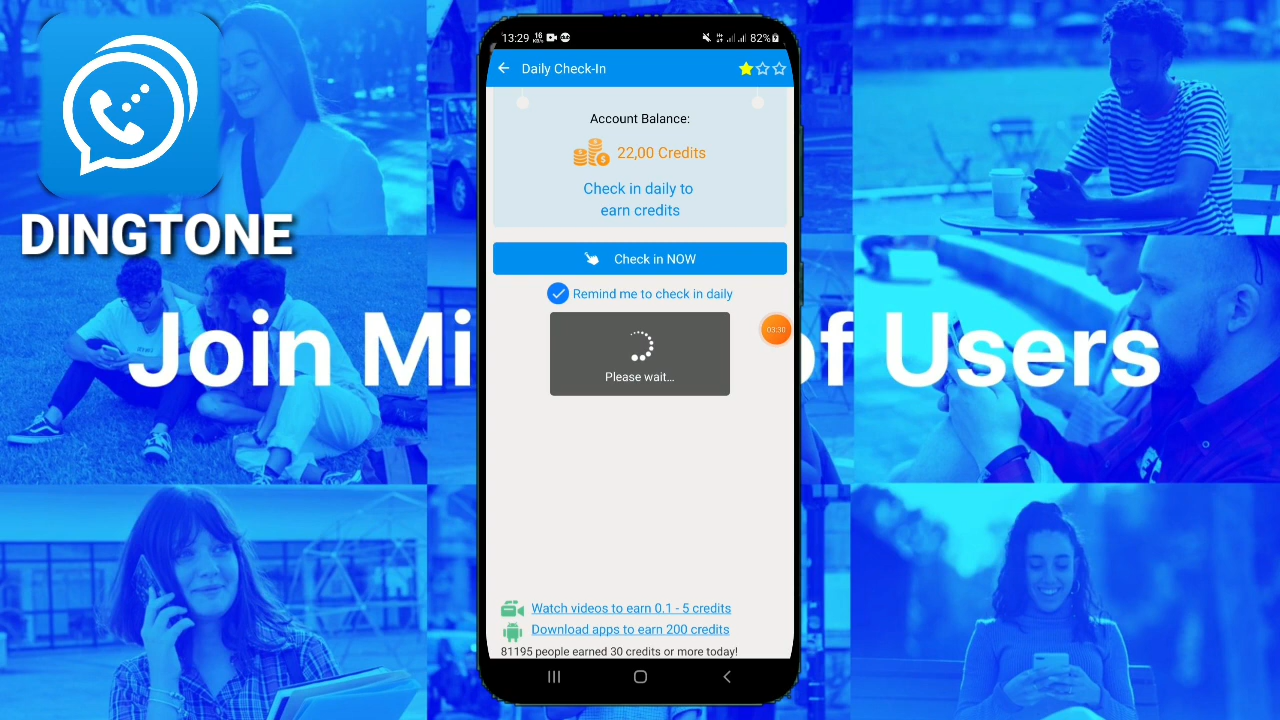 DINGTONE
Join Mi
of Users
13:29
16
KB/s
82%
Daily Check-In
Account Balance:
22,00 Credits
Check in daily to
earn credits
Check in NOW
Remind me to check in daily
03:30
Please wait...
Watch videos to earn 0.1 - 5 credits
Download apps to earn 200 credits
81195 people earned 30 credits or more today!